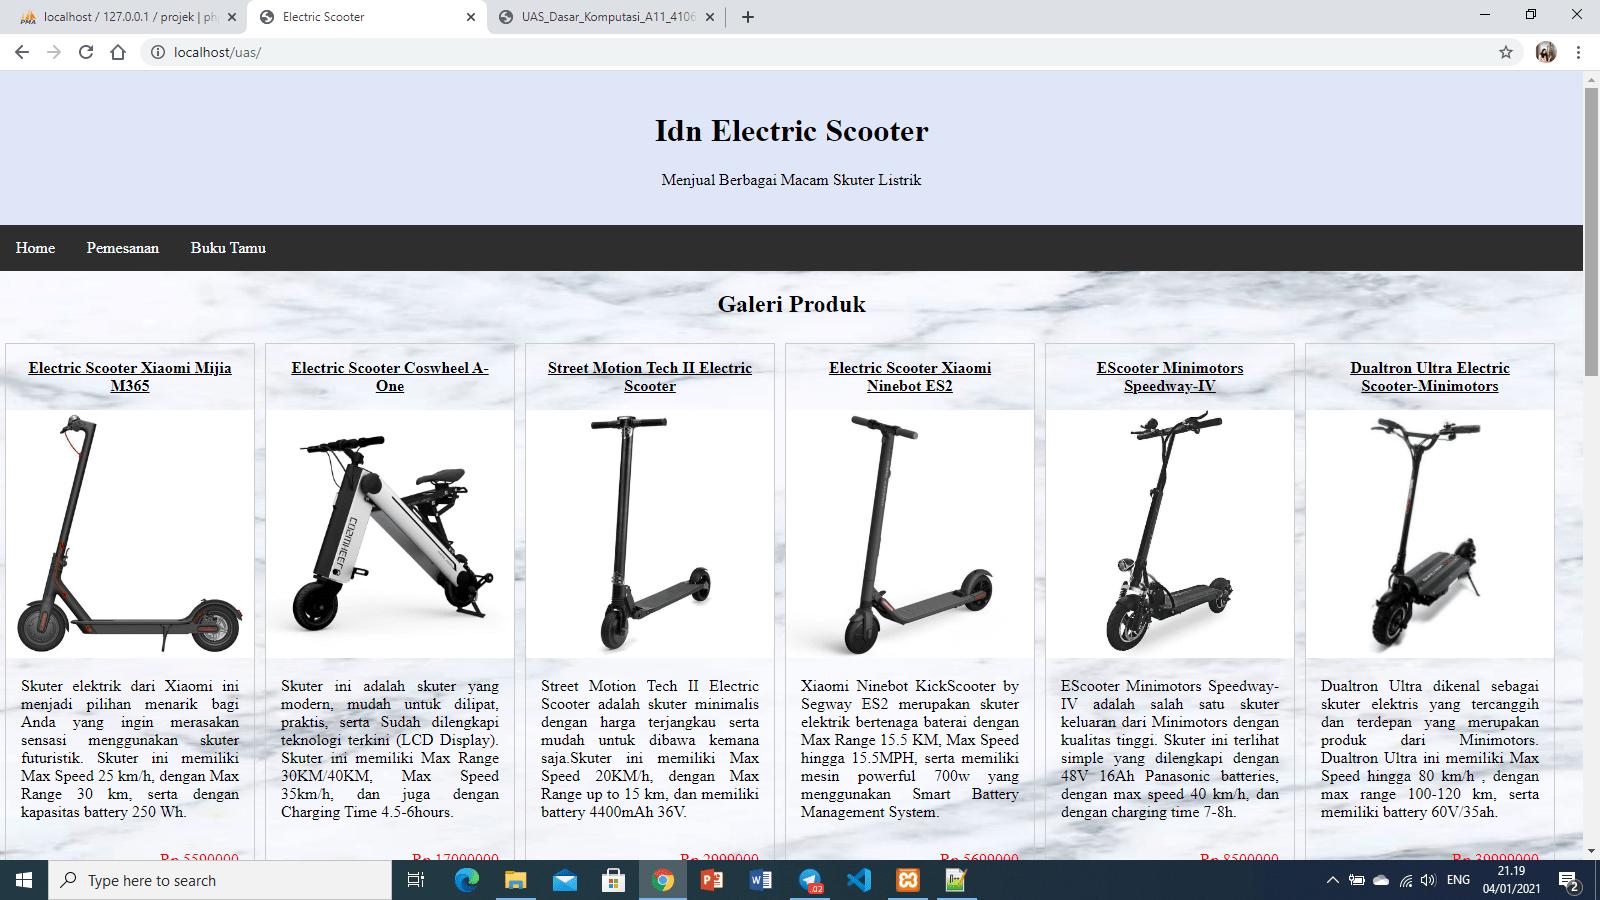 localhost / 127.0.0.1 / projek | ph
Electric Scooter
UAS_Dasar_Komputasi_A11_4106
localhost/uas/
Idn Electric Scooter
Menjual Berbagai Macam Skuter Listrik
Home
Pemesanan
Buku Tamu
Galeri Produk
Electric Scooter Xiaomi Mijia
M365
Skuter elektrik dari Xiaomi ini
menjadi pilihan menarik bagi
Anda yang ingin merasakan
sensasi menggunakan skuter
futuristik. Skuter ini memiliki
Max Speed 25 km/h, dengan Max
Range 30 km, serta dengan
kapasitas battery 250 Wh.
Rp 5590000
Electric Scooter Coswheel A-
One
COSWHEEL
Skuter ini adalah skuter yang
modern, mudah untuk dilipat,
praktis, serta Sudah dilengkapi
teknologi terkini (LCD Display).
Skuter ini memiliki Max Range
30KM/40KM, Max Speed
35km/h, dan juga dengan
Charging Time 4.5-6hours.
Rp 17000000
Street Motion Tech II Electric
Scooter
Street Motion Tech II Electric
Scooter adalah skuter minimalis
dengan harga terjangkau serta
mudah untuk dibawa kemana
saja.Skuter ini memiliki Max
Speed 20KM/h, dengan Max
Range up to 15 km, dan memiliki
battery 4400mAh 36V.
Rp 2999000
Electric Scooter Xiaomi
Ninebot ES2
Xiaomi Ninebot KickScooter by
Segway ES2 merupakan skuter
elektrik bertenaga baterai dengan
Max Range 15.5 KM, Max Speed
hingga 15.5MPH, serta memiliki
mesin powerful 700w yang
menggunakan Smart Battery
Management System.
Rp 5699000
EScooter Minimotors
Speedway-IV
EScooter Minimotors Speedway-
IV adalah salah satu skuter
keluaran dari Minimotors dengan
kualitas tinggi. Skuter ini terlihat
simple yang dilengkapi dengan
48V 16Ah Panasonic batteries,
dengan max speed 40 km/h, dan
dengan charging time 7-8h.
Rp 8500000
Dualtron Ultra Electric
Scooter-Minimotors
Dualtron Ultra dikenal sebagai
skuter elektris yang tercanggih
dan terdepan yang merupakan
produk dari Minimotors.
Dualtron Ultra ini memiliki Max
Speed hingga 80 km/h , dengan
max range 100-120 km, serta
memiliki battery 60V/35ah.
Rp 39999000
Type here to search
.02
ENG
21.19
04/01/2021
2